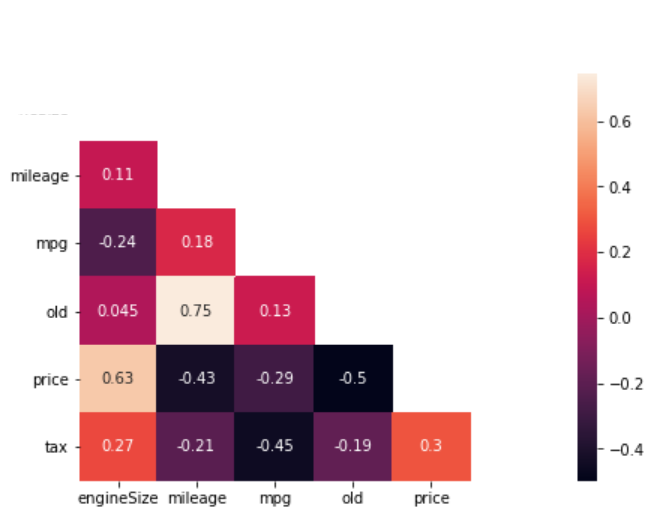 0.6
mileage 0.11
0.4
mpg -0.24 0.18
0.2
old 0.045 0.75 0.13
0.0
price 0.63 -0.43 -0.29 -0.5
−0.2
tax 0.27 -0.21 -0.45 -0.19 0.3
−0.4
engineSize mileage mpg old price